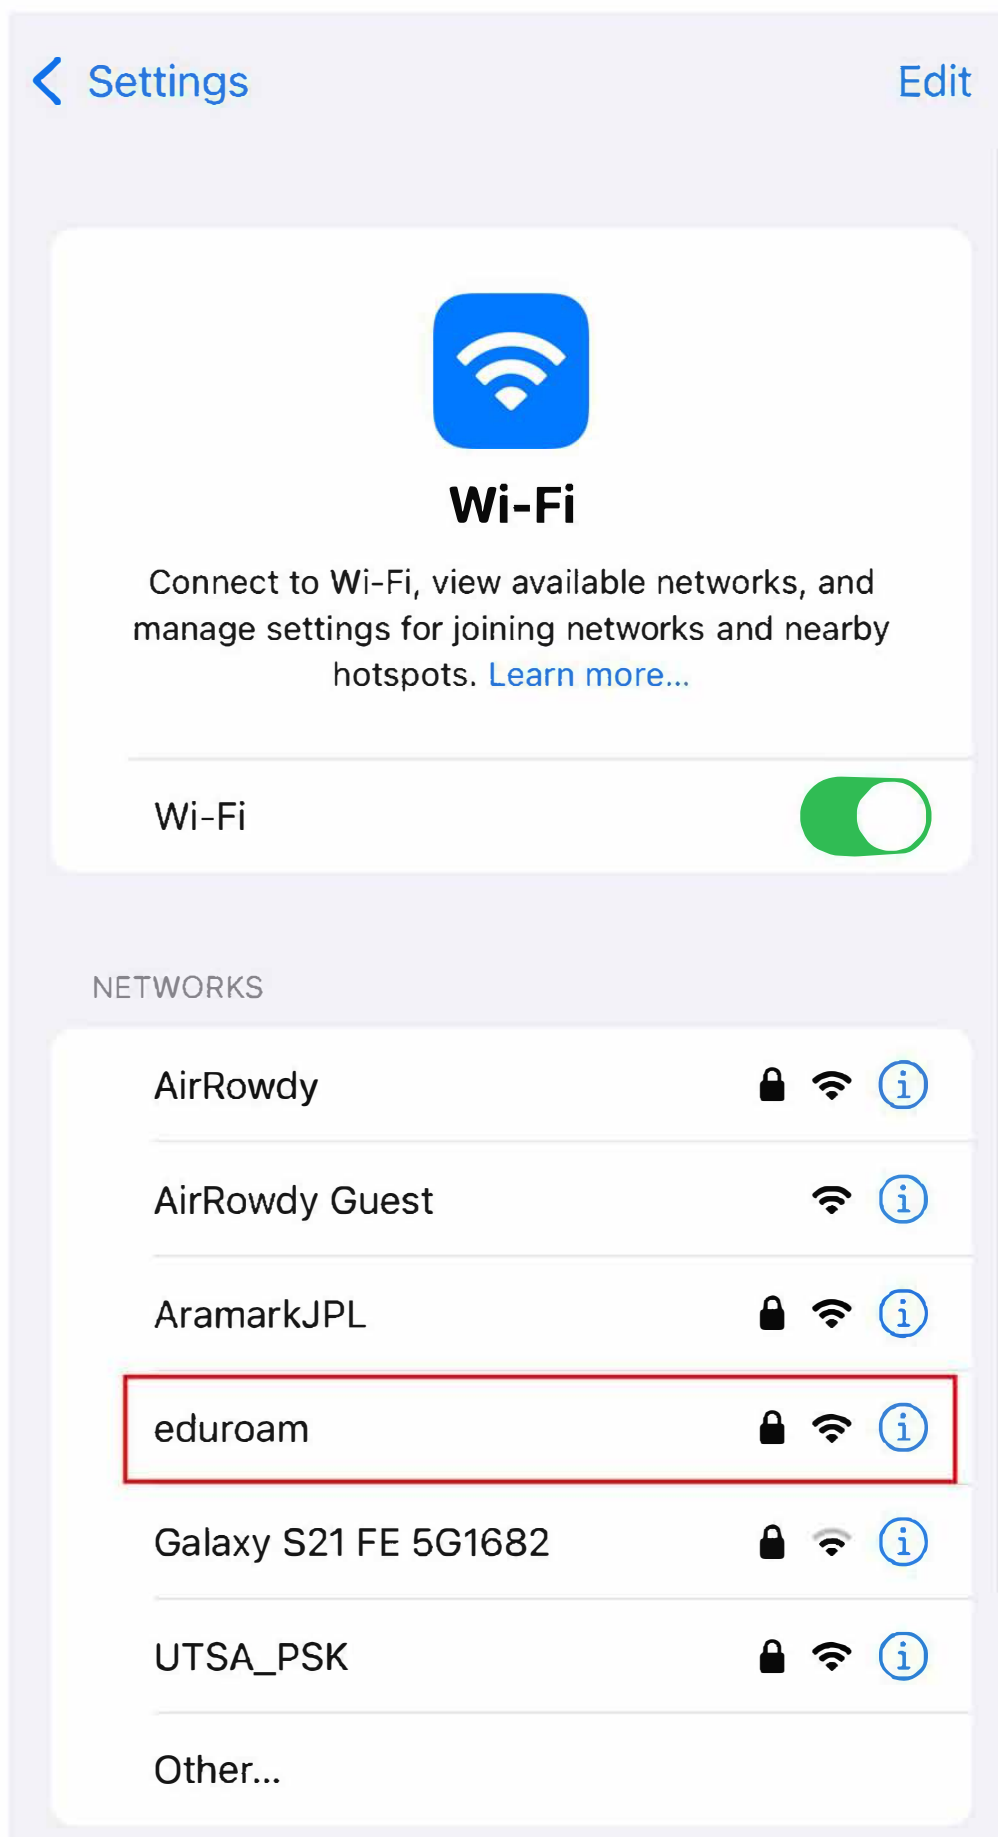 Settings
Edit
Wi-Fi
Connect to Wi-Fi, view available networks, and
manage settings for joining networks and nearby
hotspots. Learn more...
Wi-Fi
NETWORKS
AirRowdy
AirRowdy Guest
AramarkJPL
eduroam
Galaxy S21 FE 5G1682
UTSA_PSK
Other...